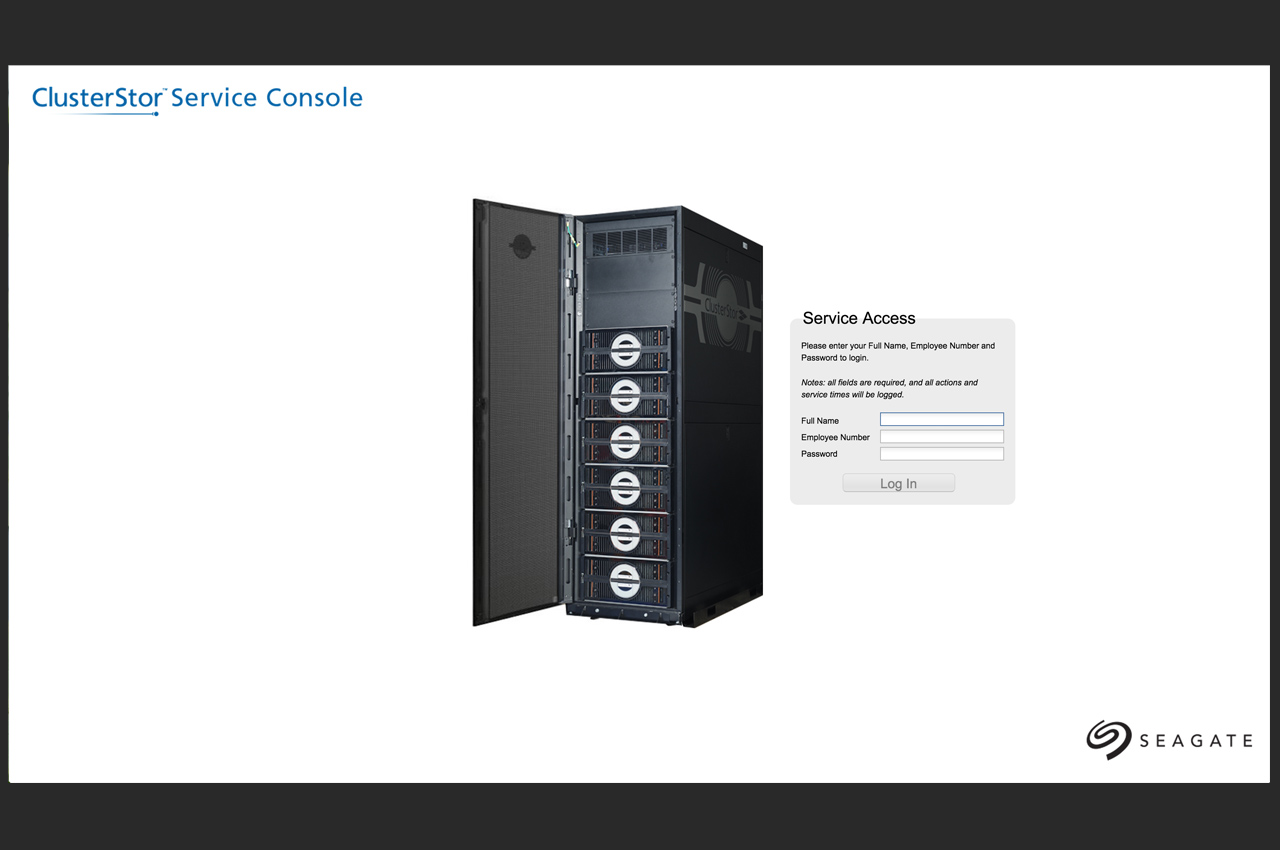 ClusterStor™ Service Console
ClusterStor
Service Access
Please enter your Full Name, Employee Number and
Password to login.
Notes: all fields are required, and all actions and
service times will be logged.
Full Name
Employee Number
Password
Log In
SEAGATE